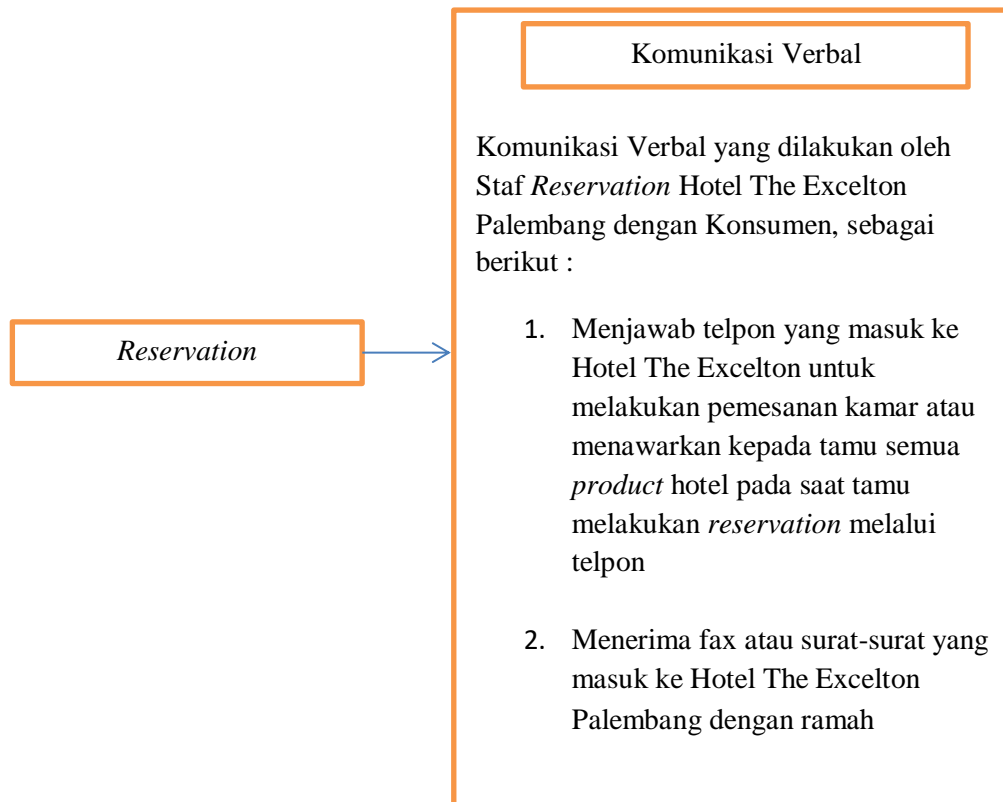 Komunikasi Verbal
Komunikasi Verbal yang dilakukan oleh
Staf Reservation Hotel The Excelton
Palembang dengan Konsumen, sebagai
berikut :
Reservation
1. Menjawab telpon yang masuk ke
Hotel The Excelton untuk
melakukan pemesanan kamar atau
menawarkan kepada tamu semua
product hotel pada saat tamu
melakukan reservation melalui
telpon
2. Menerima fax atau surat-surat yang
masuk ke Hotel The Excelton
Palembang dengan ramah